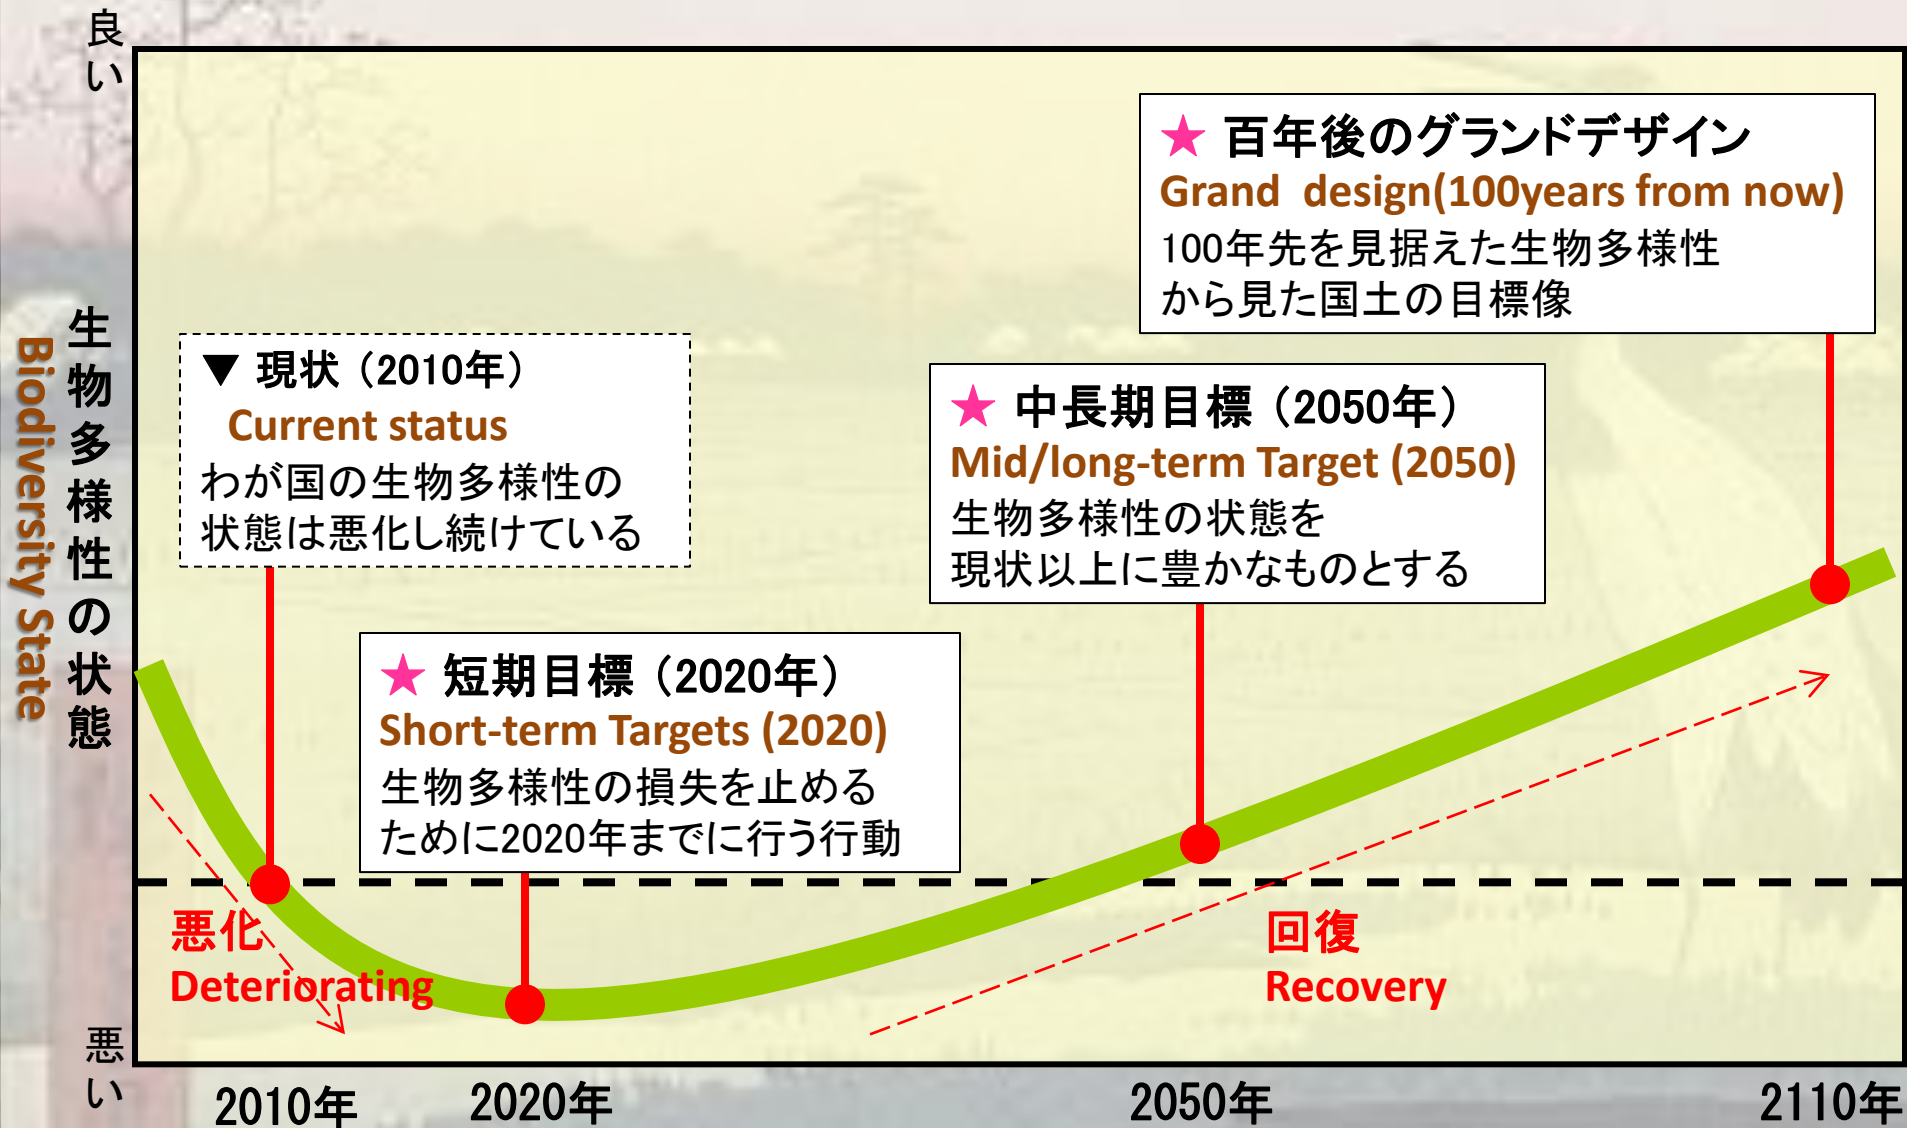 良い
生物多様性の状態
Biodiversity State
悪い
▼ 現状（2010年）
Current status
わが国の生物多様性の
状態は悪化し続けている
★ 短期目標（2020年）
Short-term Targets (2020)
生物多様性の損失を止める
ために2020年までに行う行動
★ 中長期目標（2050年）
Mid/long-term Target (2050)
生物多様性の状態を
現状以上に豊かなものとする
★ 百年後のグランドデザイン
Grand design(100years from now)
100年先を見据えた生物多様性
から見た国土の目標像
悪化
Deteriorating
回復
Recovery
2010年
2020年
2050年
2110年